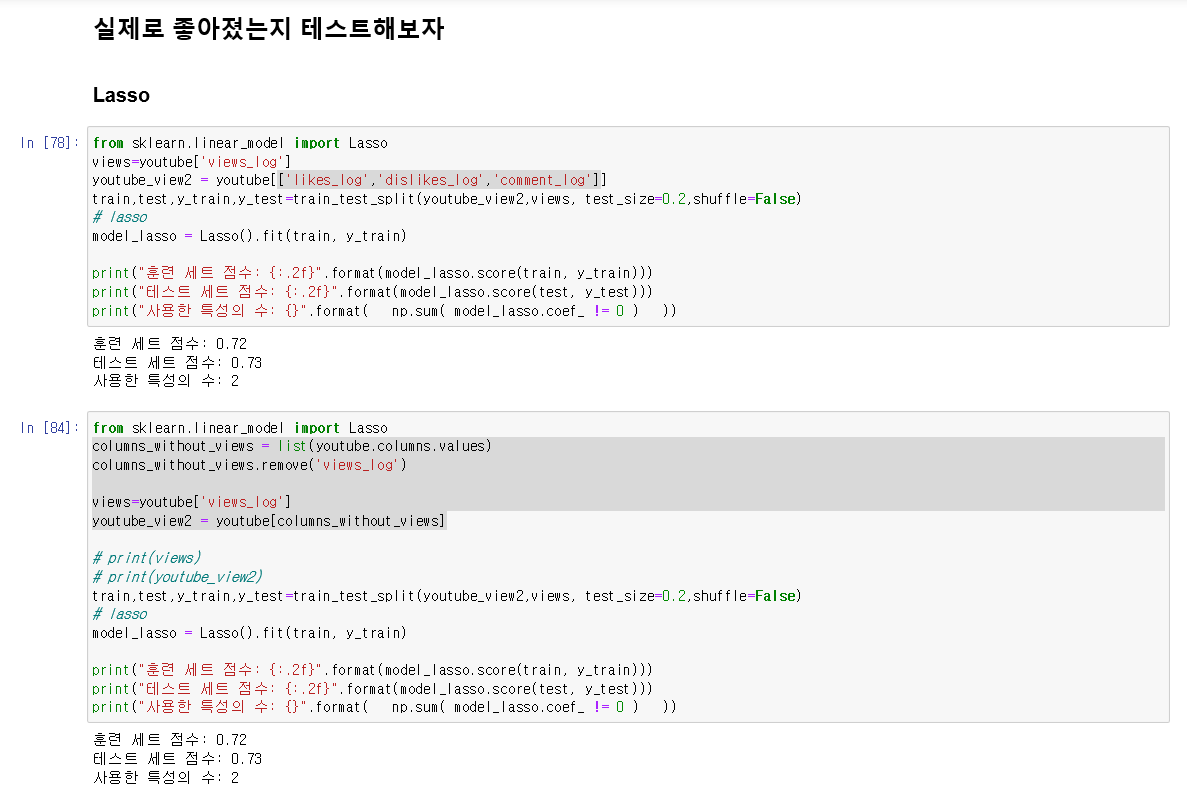 실제로 좋아졌는지 테스트해보자
Lasso
In [78]:
from sklearn.linear_model import Lasso
views=youtube['views_log']
youtube_view2 = youtube[['likes_log','dislikes_log','comment_log']]
train,test,y_train,y_test=train_test_split(youtube_view2,views, test_size=0.2,shuffle=False)
# lasso
model_lasso = Lasso().fit(train, y_train)
print("훈련 세트 점수: {:.2f}".format(model_lasso.score(train, y_train)))
print("테스트 세트 점수: {:.2f}".format(model_lasso.score(test, y_test)))
print("사용한 특성의 수: {}".format(   np.sum( model_lasso.coef_ != 0 )   ))
훈련 세트 점수: 0.72
테스트 세트 점수: 0.73
사용한 특성의 수: 2
In [84]:
from sklearn.linear_model import Lasso
columns_without_views = list(youtube.columns.values)
columns_without_views.remove('views_log')
views=youtube['views_log']
youtube_view2 = youtube[columns_without_views]
# print(views)
# print(youtube_view2)
train,test,y_train,y_test=train_test_split(youtube_view2,views, test_size=0.2,shuffle=False)
# lasso
model_lasso = Lasso().fit(train, y_train)
print("훈련 세트 점수: {:.2f}".format(model_lasso.score(train, y_train)))
print("테스트 세트 점수: {:.2f}".format(model_lasso.score(test, y_test)))
print("사용한 특성의 수: {}".format(   np.sum( model_lasso.coef_ != 0 )   ))
훈련 세트 점수: 0.72
테스트 세트 점수: 0.73
사용한 특성의 수: 2